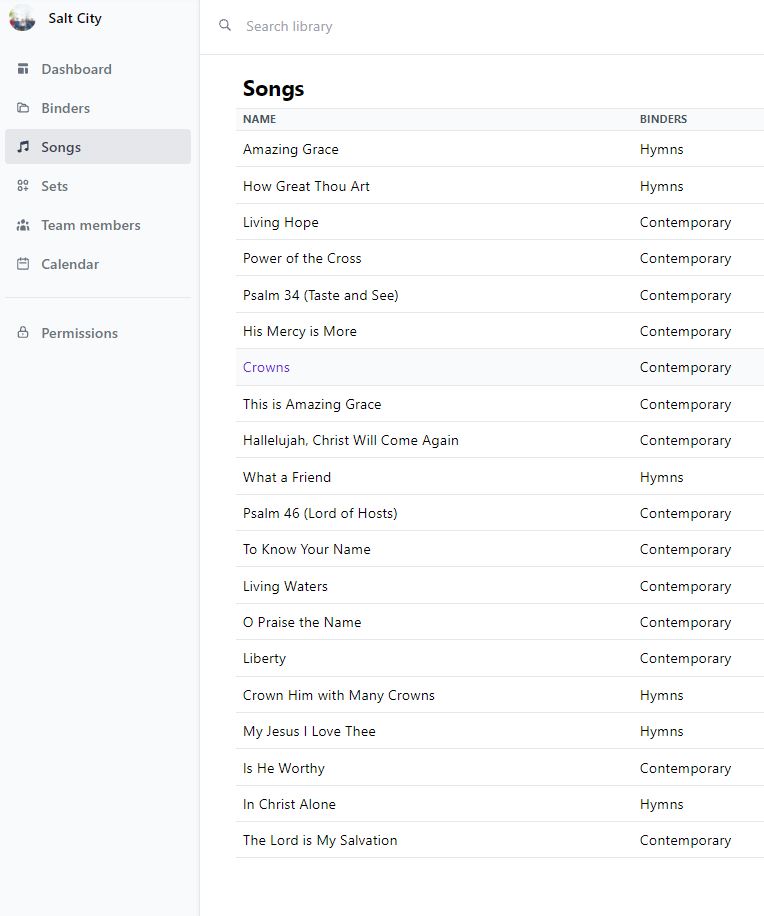 Salt City
Search library
Dashboard
Binders
Songs
Sets
Team members
Calendar
Permissions
Songs
NAME BINDERS
Amazing Grace Hymns
How Great Thou Art Hymns
Living Hope Contemporary
Power of the Cross Contemporary
Psalm 34 (Taste and See) Contemporary
His Mercy is More Contemporary
Crowns Contemporary
This is Amazing Grace Contemporary
Hallelujah, Christ Will Come Again Contemporary
What a Friend Hymns
Psalm 46 (Lord of Hosts) Contemporary
To Know Your Name Contemporary
Living Waters Contemporary
O Praise the Name Contemporary
Liberty Contemporary
Crown Him with Many Crowns Hymns
My Jesus I Love Thee Hymns
Is He Worthy Contemporary
In Christ Alone Hymns
The Lord is My Salvation Contemporary